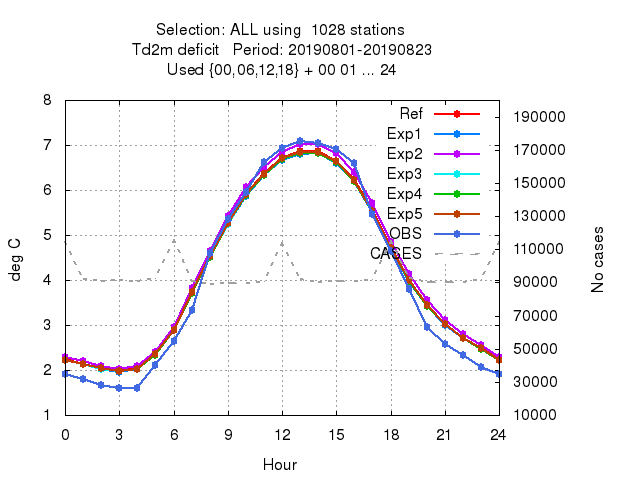 Selection: ALL using  1028 stations
Td2m deficit   Period: 20190801-20190823
Used {00,06,12,18} + 00 01 ... 24
8
7
6
5
4
3
2
1
deg C
190000
170000
150000
130000
110000
90000
70000
50000
30000
10000
No cases
Ref
Exp1
Exp2
Exp3
Exp4
Exp5
OBS
CASES
0 3 6 9 12 15 18 21 24
Hour